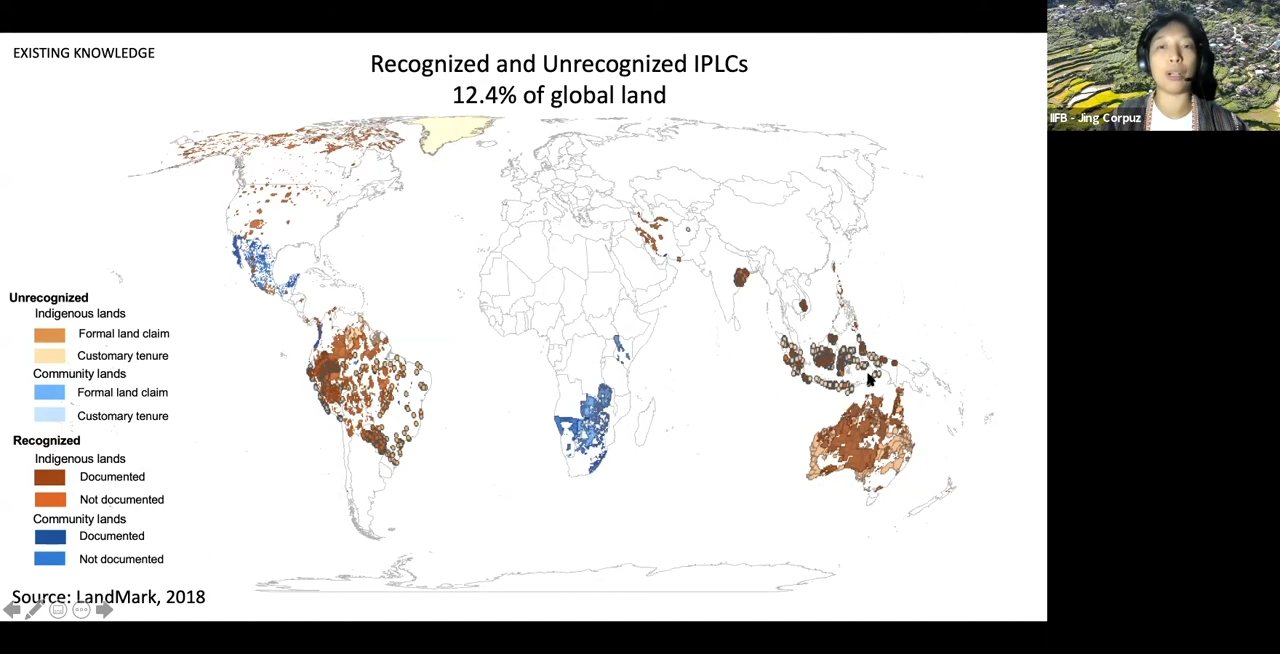 EXISTING KNOWLEDGE
Recognized and Unrecognized IPLCs
12.4% of global land
IIFB - Jing Corpuz
Unrecognized
Indigenous lands
Formal land claim
Customary tenure
Community lands
Formal land claim
Customary tenure
Recognized
Indigenous lands
Documented
Not documented
Community lands
Documented
Not documented
Source: LandMark, 2018